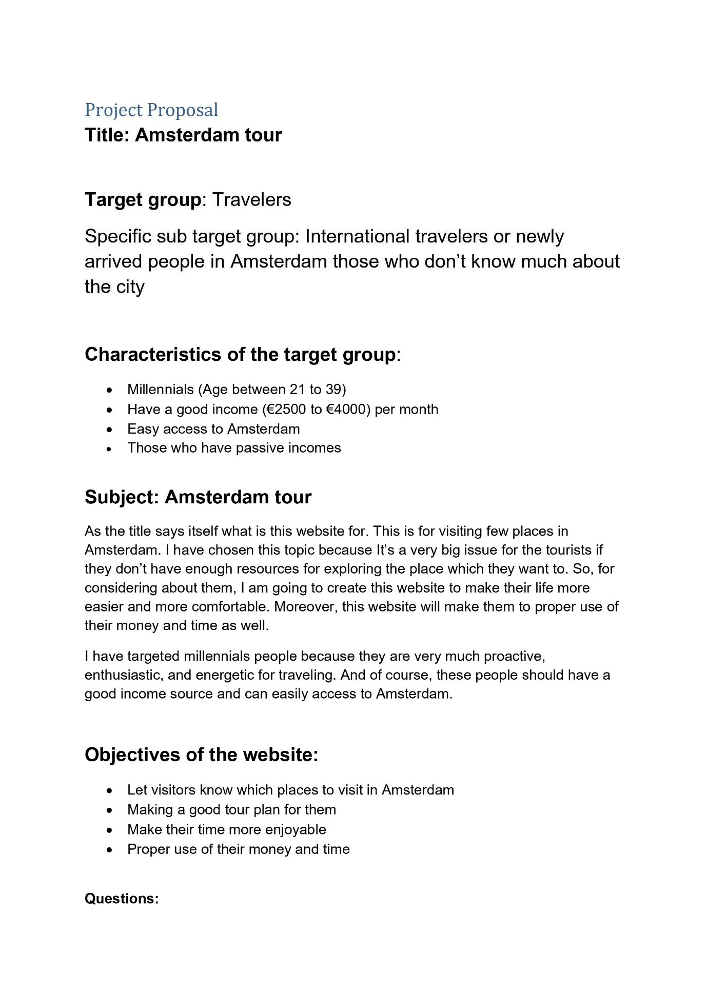 Project Proposal
Title: Amsterdam tour
Target group: Travelers
Specific sub target group: International travelers or newly
arrived people in Amsterdam those who don’t know much about
the city
Characteristics of the target group:
• Millennials (Age between 21 to 39)
• Have a good income (€2500 to €4000) per month
• Easy access to Amsterdam
• Those who have passive incomes
Subject: Amsterdam tour
As the title says itself what is this website for. This is for visiting few places in
Amsterdam. I have chosen this topic because It’s a very big issue for the tourists if
they don’t have enough resources for exploring the place which they want to. So, for
considering about them, I am going to create this website to make their life more
easier and more comfortable. Moreover, this website will make them to proper use of
their money and time as well.
I have targeted millennials people because they are very much proactive,
enthusiastic, and energetic for traveling. And of course, these people should have a
good income source and can easily access to Amsterdam.
Objectives of the website:
• Let visitors know which places to visit in Amsterdam
• Making a good tour plan for them
• Make their time more enjoyable
• Proper use of their money and time
Questions: